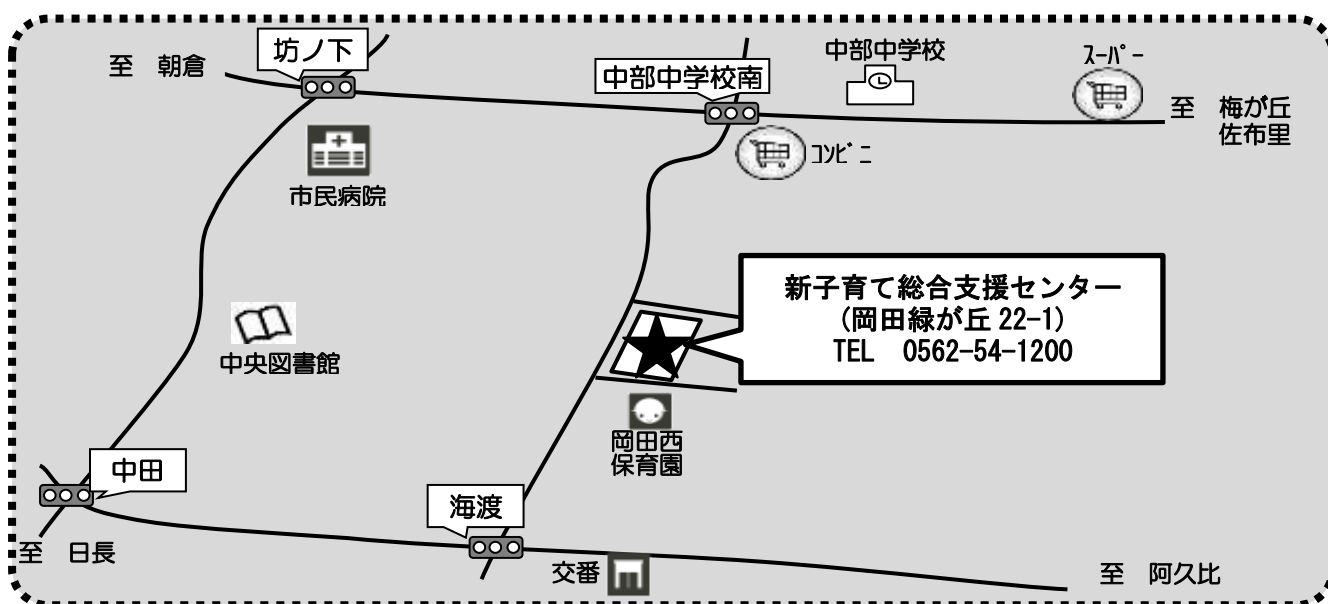 坊ノ下
至 朝倉
中部中学校南
中部中学校
ｽｰﾊﾟｰ
至 梅が丘
佐布里
市民病院
ｺﾝﾋﾞﾆ
新子育て総合支援センター
(岡田緑が丘 22-1)
TEL 0562-54-1200
中央図書館
岡田西
保育園
中田
海渡
至 日長
交番
至 阿久比